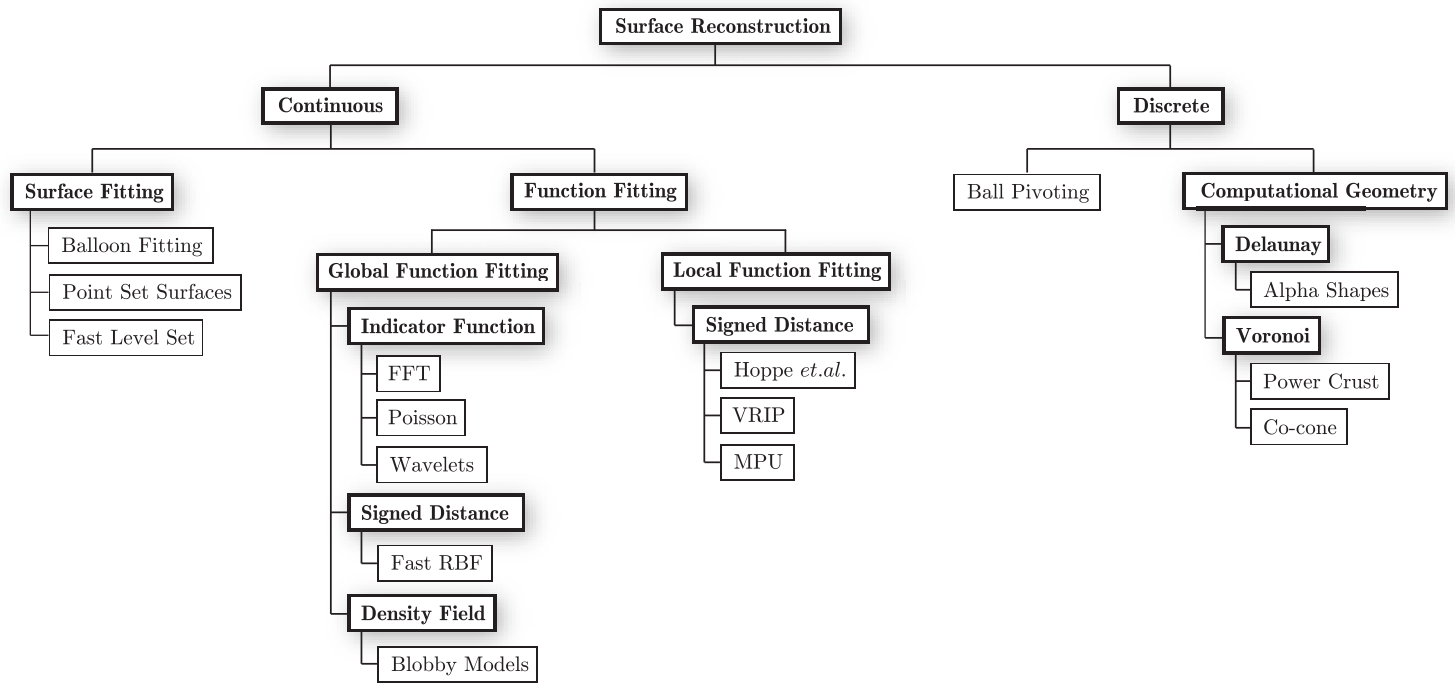 Surface Reconstruction
Continuous
Discrete
Surface Fitting
Function Fitting
Ball Pivoting
Computational Geometry
Balloon Fitting
Point Set Surfaces
Fast Level Set
Global Function Fitting
Indicator Function
FFT
Poisson
Wavelets
Signed Distance
Fast RBF
Density Field
Blobby Models
Local Function Fitting
Signed Distance
Hoppe et.al.
VRIP
MPU
Delaunay
Alpha Shapes
Voronoi
Power Crust
Co-cone